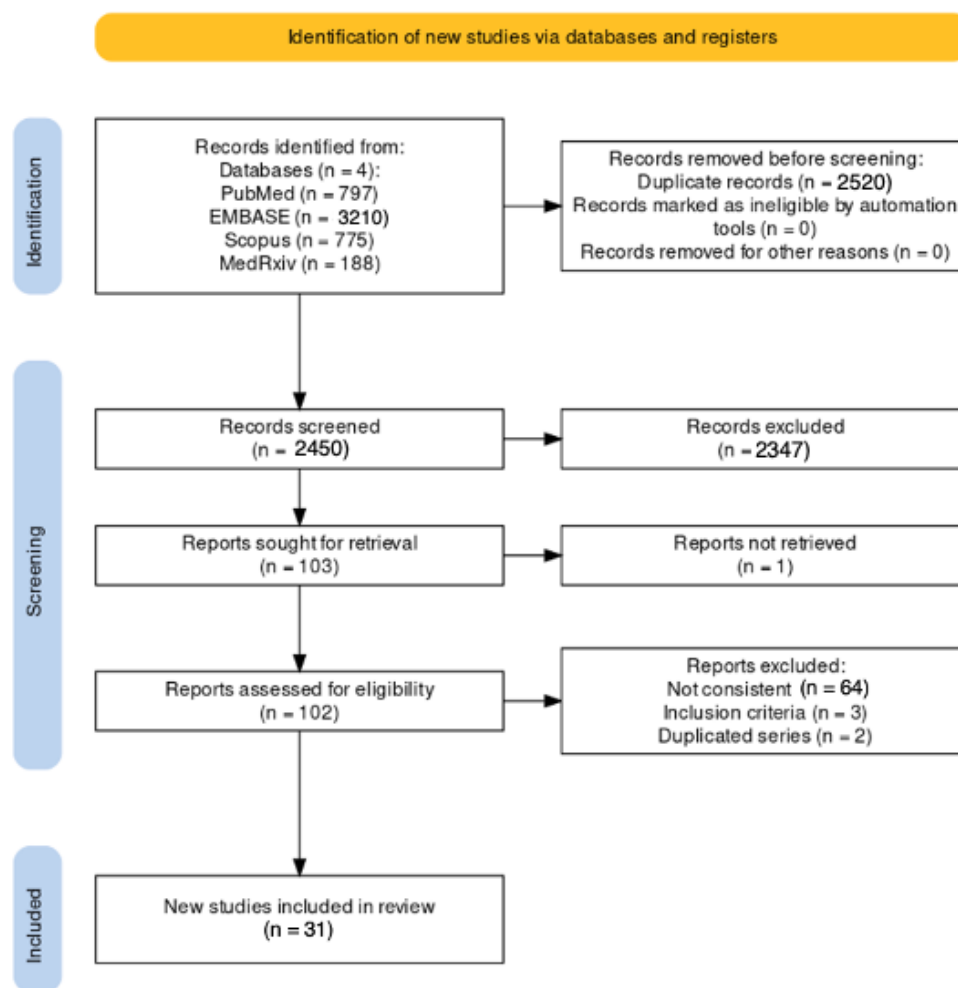 Identification of new studies via databases and registers
Identification
Records identified from:
Databases (n = 4):
PubMed (n = 797)
EMBASE (n = 3210)
Scopus (n = 775)
MedRxiv (n = 188)
Records removed before screening:
Duplicate records (n = 2520)
Records marked as ineligible by automation
tools (n = 0)
Records removed for other reasons (n = 0)
Screening
Records screened
(n = 2450)
Records excluded
(n = 2347)
Reports sought for retrieval
(n = 103)
Reports not retrieved
(n = 1)
Reports assessed for eligibility
(n = 102)
Reports excluded:
Not consistent (n = 64)
Inclusion criteria (n = 3)
Duplicated series (n = 2)
Included
New studies included in review
(n = 31)